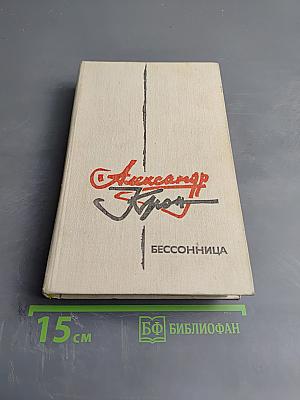 Александр
Крон
БЕССОННИЦА
15 см
БФ БИБЛИОФАН